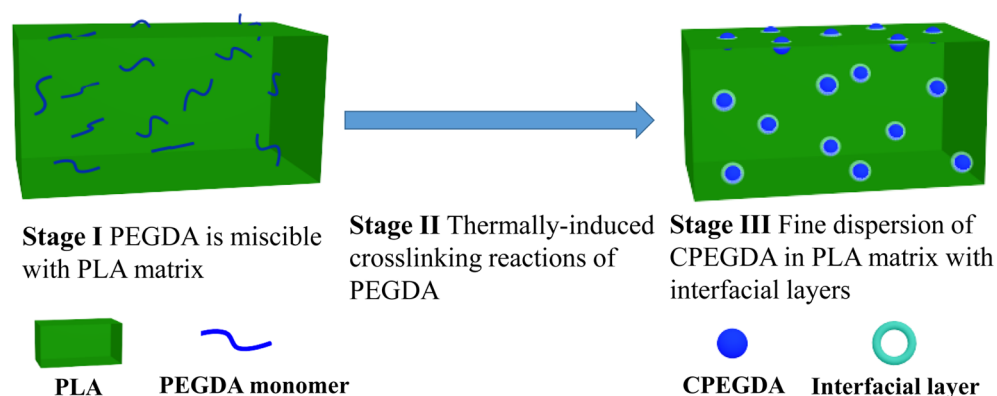 Stage I PEGDA is miscible
with PLA matrix
Stage II Thermally-induced
crosslinking reactions of
PEGDA
Stage III Fine dispersion of
CPEGDA in PLA matrix with
interfacial layers
PLA
PEGDA monomer
CPEGDA
Interfacial layer